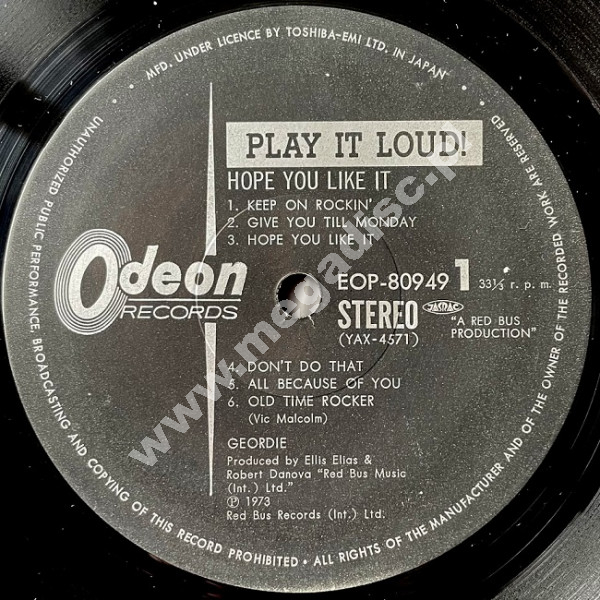 MFD. UNDER LICENCE BY TOSHIBA-EMI LTD. IN JAPAN
UNAUTHORIZED PUBLIC PERFORMANCE, BROADCASTING AND COPYING OF THIS RECORD PROHIBITED • ALL RIGHTS OF THE MANUFACTURER AND OF THE OWNER OF THE RECORDED WORK ARE RESERVED
PLAY IT LOUD!
HOPE YOU LIKE IT
1. KEEP ON ROCKIN'
2. GIVE YOU TILL MONDAY
3. HOPE YOU LIKE IT
Odeon
RECORDS
EOP-80949 1 33⅓ r. p. m.
STEREO JASRAC
(YAX-4571)
"A RED BUS
PRODUCTION"
4. DON'T DO THAT
5. ALL BECAUSE OF YOU
6. OLD TIME ROCKER
(Vic Malcolm)
GEORDIE
Produced by Ellis Elias &
Robert Danova "Red Bus Music
(Int.) Ltd."
Ⓟ 1973
Red Bus Records (Int.) Ltd.
www.megadisc.pl